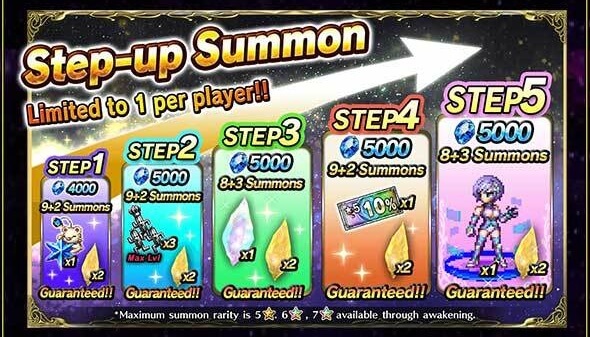 Step-up Summon
Limited to 1 per player!!
STEP1
4000
9+2 Summons
x1
x2
Guaranteed!!
STEP2
5000
9+2 Summons
x3
Max Lvl
x2
Guaranteed!!
STEP3
5000
8+3 Summons
x1
x2
Guaranteed!!
STEP4
5000
9+2 Summons
5 10% x1
x2
Guaranteed!!
STEP5
5000
8+3 Summons
x1
x2
Guaranteed!!
*Maximum summon rarity is 5★. 6★, 7★ available through awakening.